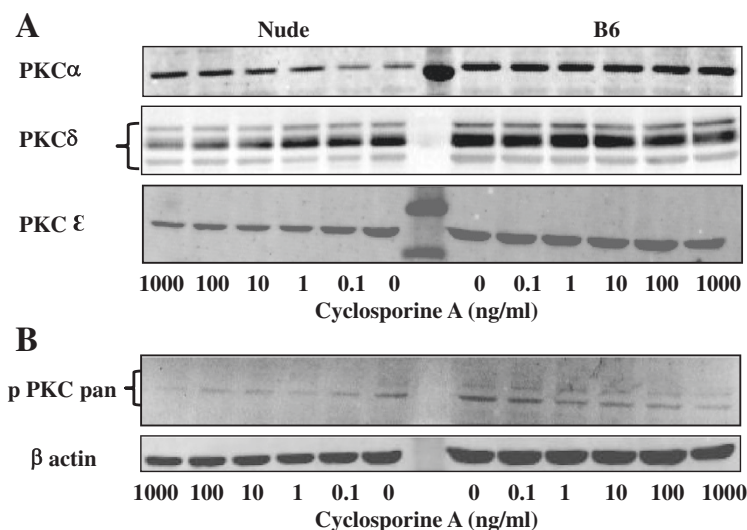 A
Nude B6
PKCα
PKCδ
PKC ε
1000 100 10 1 0.1 0 0 0.1 1 10 100 1000
Cyclosporine A (ng/ml)
B
p PKC pan
β actin
1000 100 10 1 0.1 0 0 0.1 1 10 100 1000
Cyclosporine A (ng/ml)